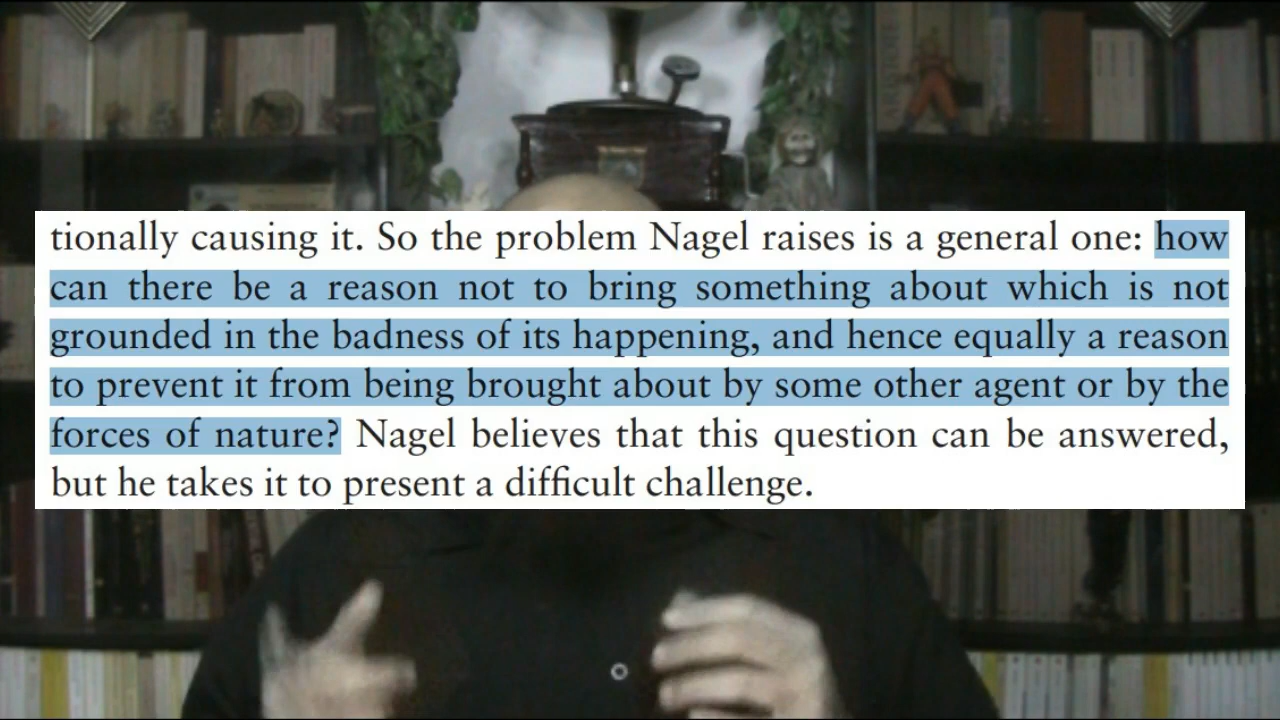 tionally causing it. So the problem Nagel raises is a general one: how
can there be a reason not to bring something about which is not
grounded in the badness of its happening, and hence equally a reason
to prevent it from being brought about by some other agent or by the
forces of nature? Nagel believes that this question can be answered,
but he takes it to present a difficult challenge.